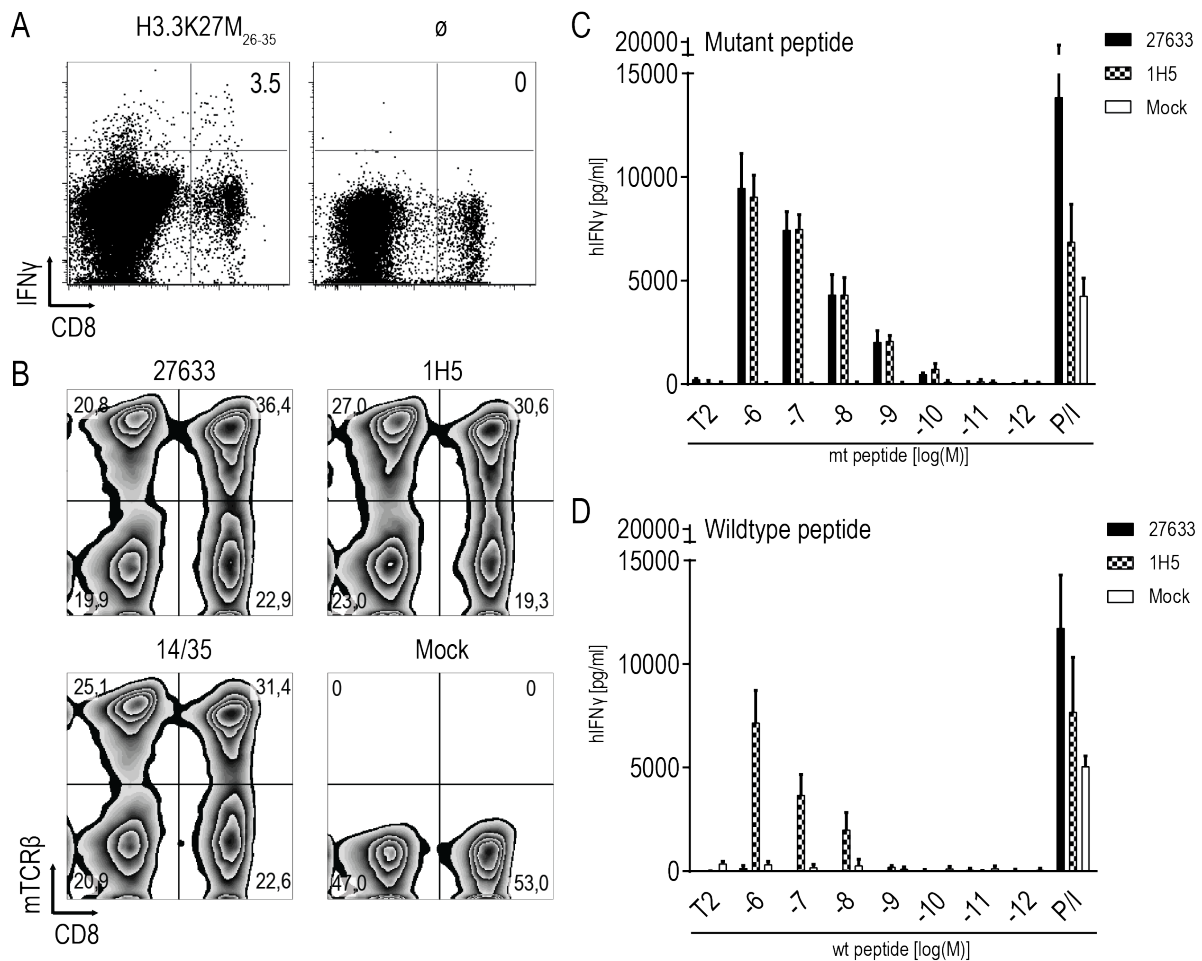 A
H3.3K27M26-35
ø
3.5
0
IFNγ
CD8
B
27633
1H5
20,8
36,4
27,0
30,6
19,9
22,9
23,0
19,3
14/35
Mock
25,1
31,4
0
0
20,9
22,6
47,0
53,0
mTCRβ
CD8
C
Mutant peptide
27633
1H5
Mock
20000
15000
10000
5000
0
hIFNγ [pg/ml]
T2 -6 -7 -8 -9 -10 -11 -12 P/I
mt peptide [log(M)]
D
Wildtype peptide
27633
1H5
Mock
20000
15000
10000
5000
0
hIFNγ [pg/ml]
T2 -6 -7 -8 -9 -10 -11 -12 P/I
wt peptide [log(M)]